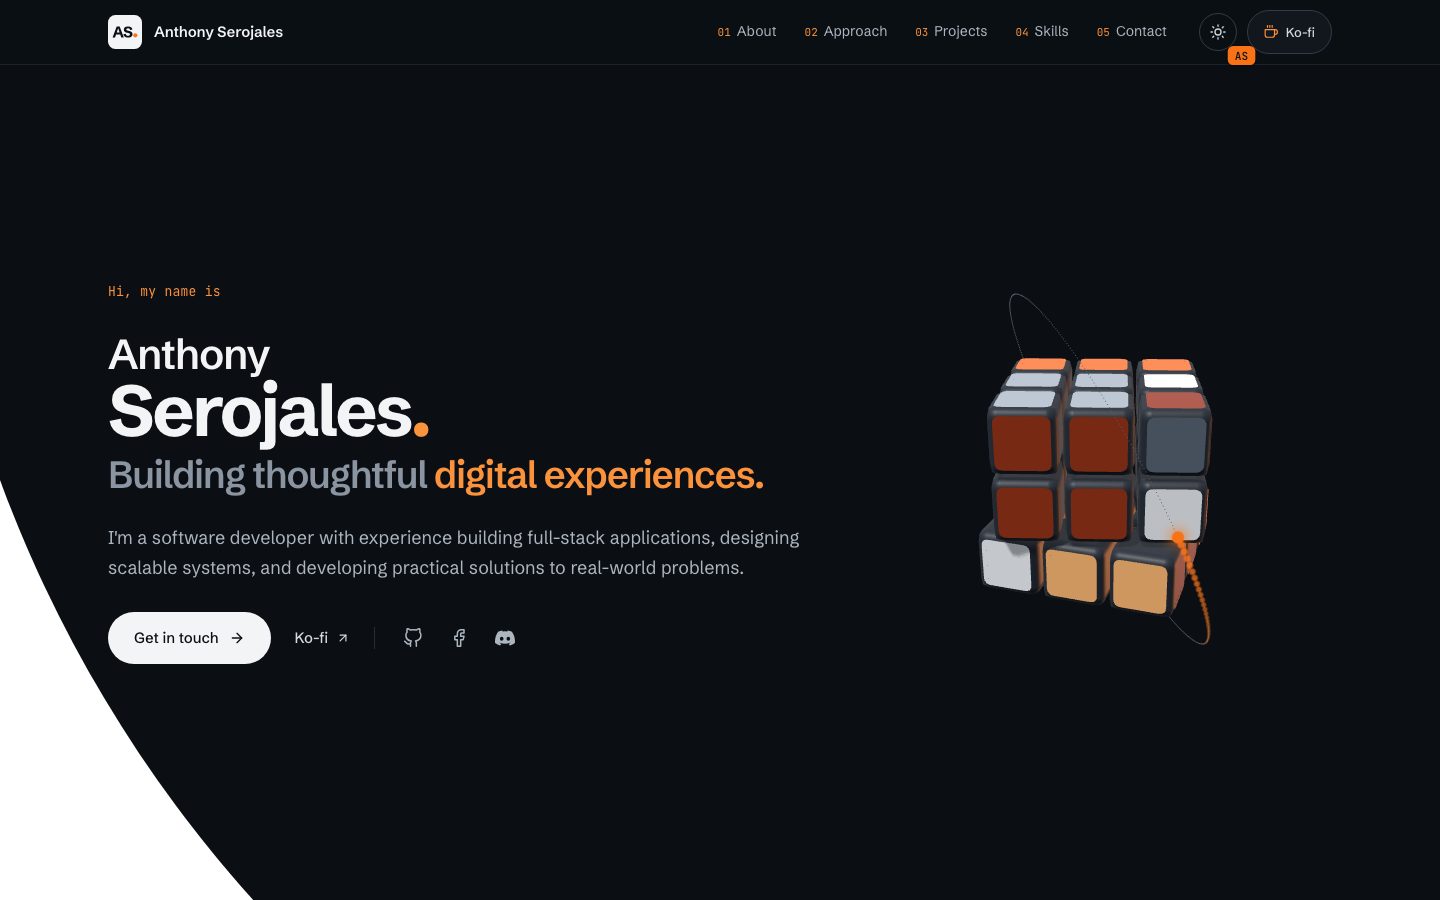 AS.
Anthony Serojales
01 About
02 Approach
03 Projects
04 Skills
05 Contact
Ko-fi
AS
Hi, my name is
Anthony
Serojales.
Building thoughtful digital experiences.
I'm a software developer with experience building full-stack applications, designing
scalable systems, and developing practical solutions to real-world problems.
Get in touch
Ko-fi